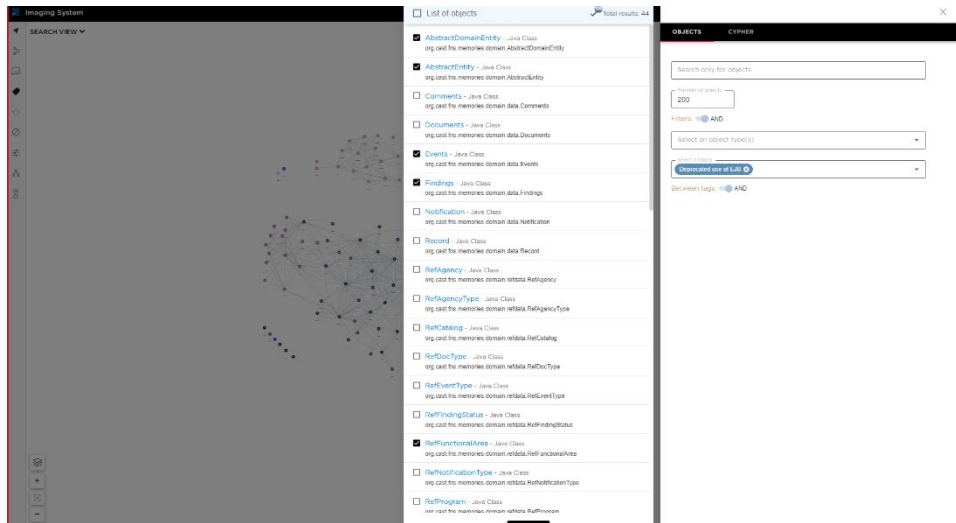 Imaging System
SEARCH VIEW
List of objects
Total results: 44
AbstractDomainEntity - Java Class
org.cast.fns.memories.domain.AbstractDomainEntity
AbstractEntity - Java Class
org.cast.fns.memories.domain.AbstractEntity
Comments - Java Class
org.cast.fns.memories.domain.data.Comments
Documents - Java Class
org.cast.fns.memories.domain.data.Documents
Events - Java Class
org.cast.fns.memories.domain.data.Events
Findings - Java Class
org.cast.fns.memories.domain.data.Findings
Notification - Java Class
org.cast.fns.memories.domain.data.Notification
Record - Java Class
org.cast.fns.memories.domain.data.Record
RefAgency - Java Class
org.cast.fns.memories.domain.refdata.RefAgency
RefAgencyType - Java Class
org.cast.fns.memories.domain.refdata.RefAgencyType
RefCatalog - Java Class
org.cast.fns.memories.domain.refdata.RefCatalog
RefDocType - Java Class
org.cast.fns.memories.domain.refdata.RefDocType
RefEventType - Java Class
org.cast.fns.memories.domain.refdata.RefEventType
RefFindingStatus - Java Class
org.cast.fns.memories.domain.refdata.RefFindingStatus
RefFunctionalArea - Java Class
org.cast.fns.memories.domain.refdata.RefFunctionalArea
RefNotificationType - Java Class
org.cast.fns.memories.domain.refdata.RefNotificationType
RefProgram - Java Class
org.cast.fns.memories.domain.refdata.RefProgram
OBJECTS CYPHER
Search only for objects
Number of objects
200
Filters AND
Select an object type(s)
Select a tag(s)
Deprecated use of EJB
Between tags: AND